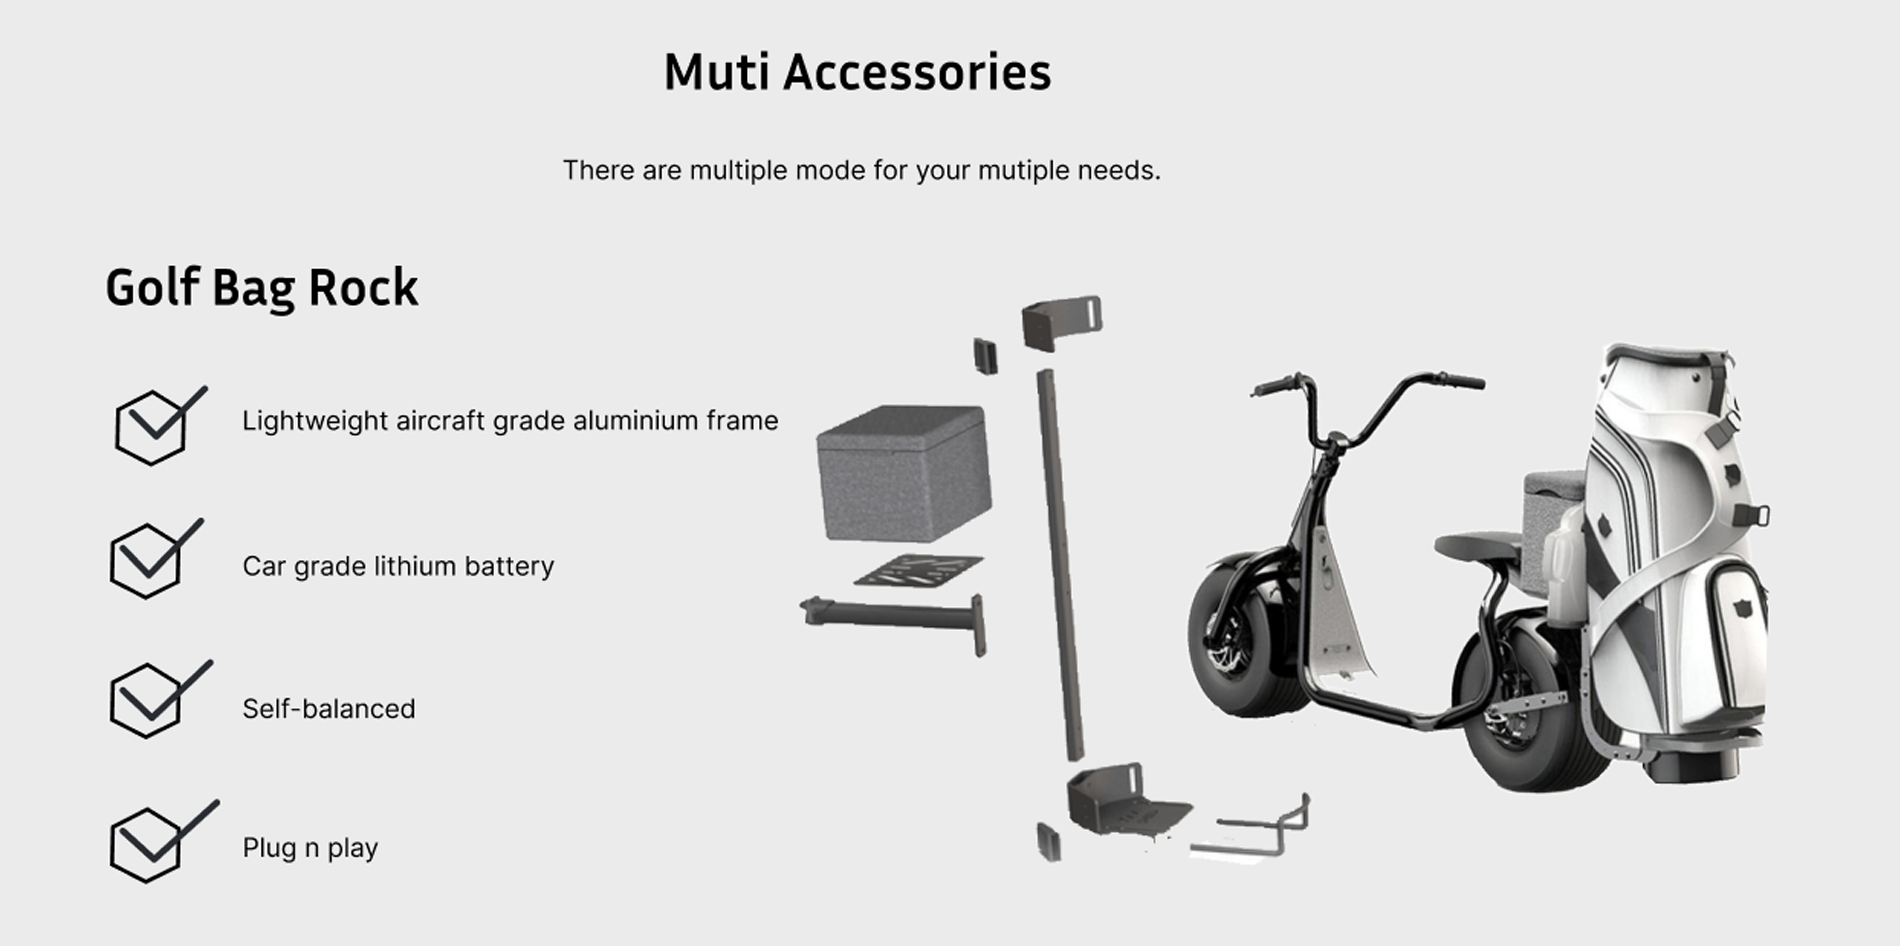 Muti Accessories
There are multiple mode for your mutiple needs.
Golf Bag Rock
Lightweight aircraft grade aluminium frame
Car grade lithium battery
Self-balanced
Plug n play